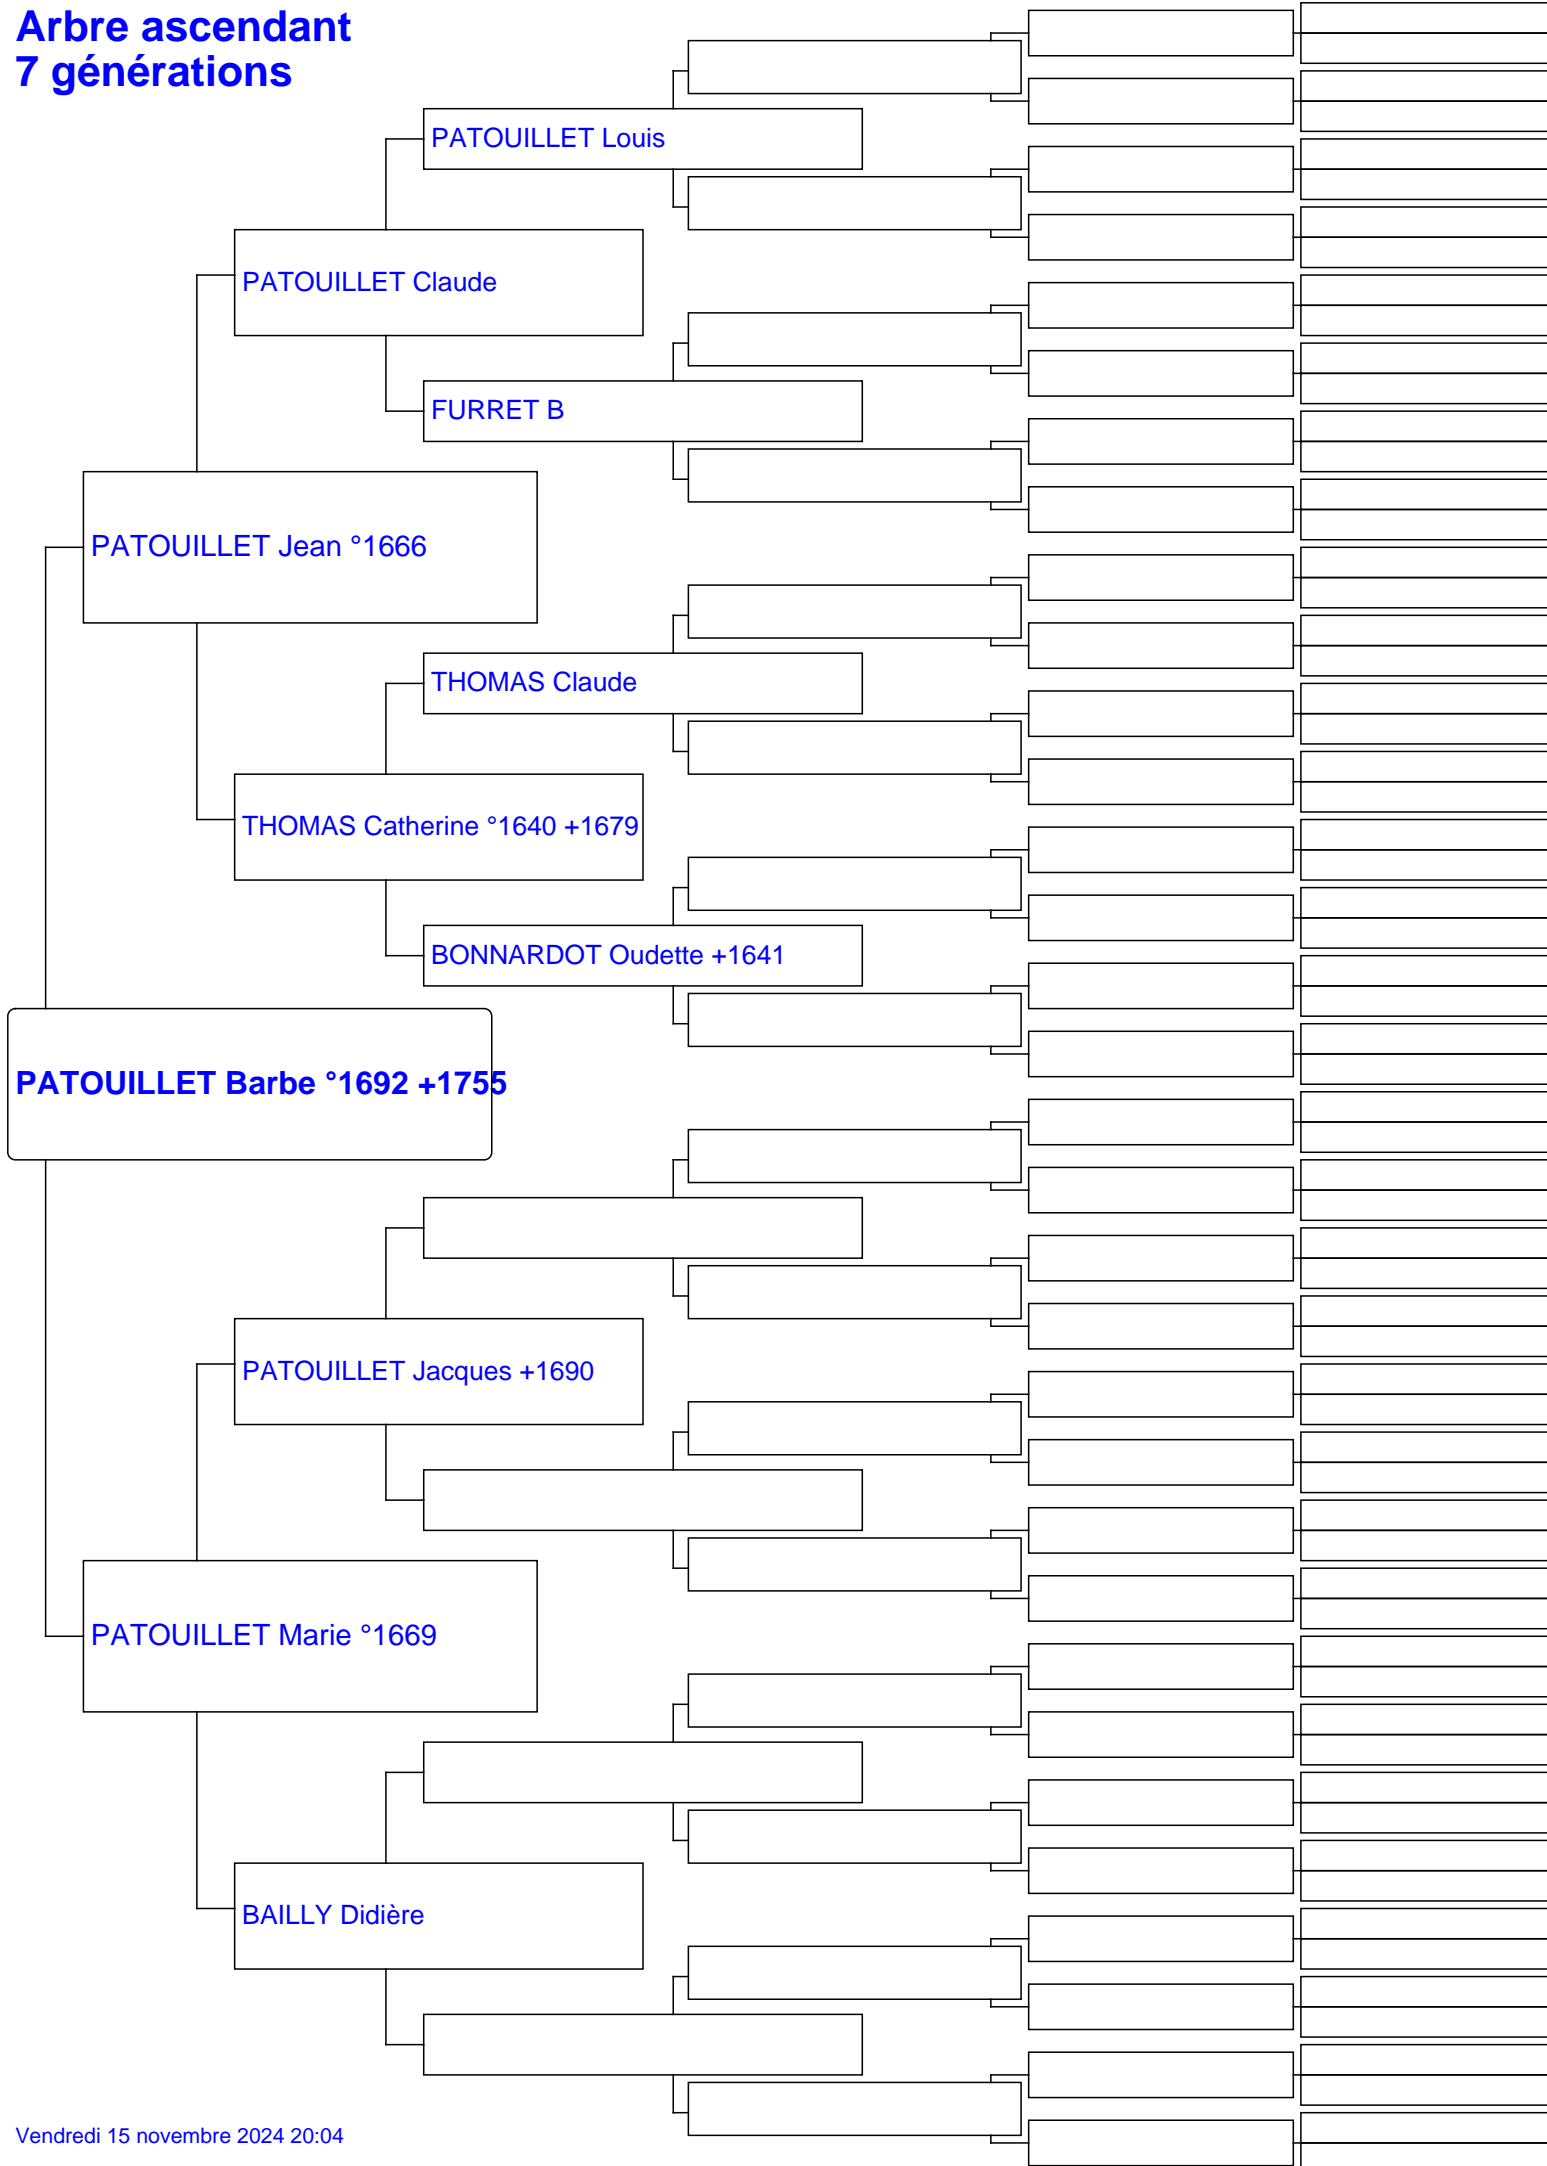 Arbre ascendant
7 générations
PATOUILLET Louis
PATOUILLET Claude
FURRET B
PATOUILLET Jean °1666
THOMAS Claude
THOMAS Catherine °1640 +1679
BONNARDOT Oudette +1641
PATOUILLET Barbe °1692 +1755
PATOUILLET Jacques +1690
PATOUILLET Marie °1669
BAILLY Didière
Vendredi 15 novembre 2024 20:04